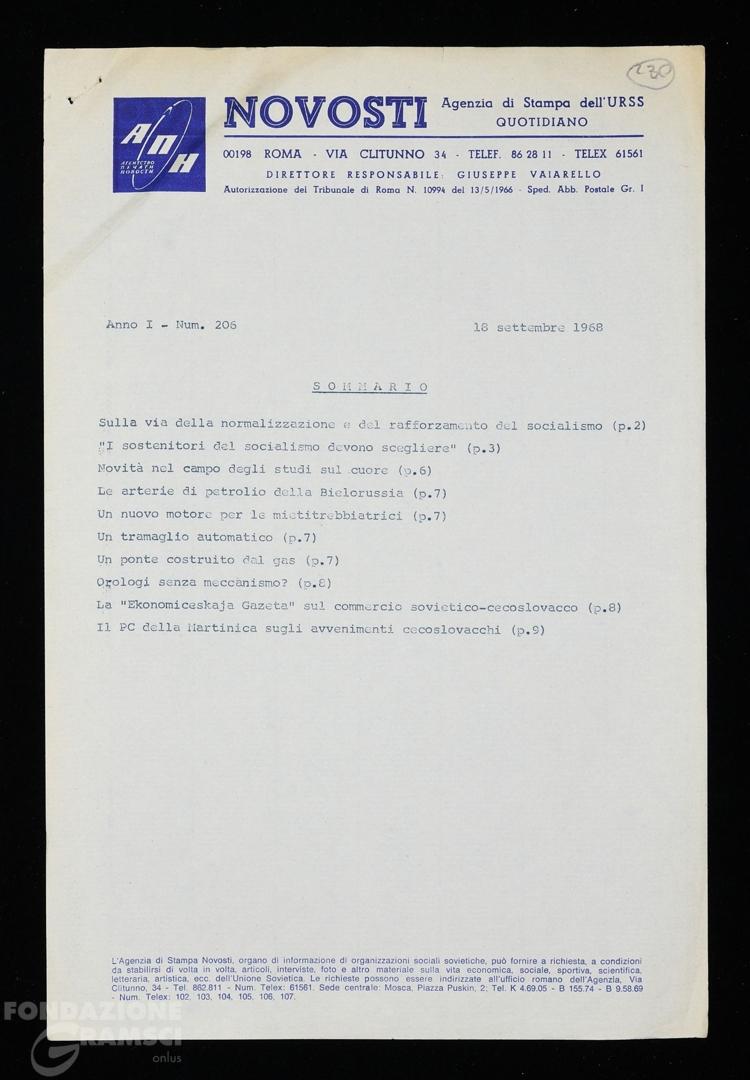 230
АПН
АГЕНТСТВО
ПЕЧАТИ
НОВОСТИ
NOVOSTI Agenzia di Stampa dell'URSS
QUOTIDIANO
00198 ROMA - VIA CLITUNNO 34 - TELEF. 86 28 11 - TELEX 61561
DIRETTORE RESPONSABILE: GIUSEPPE VAIARELLO
Autorizzazione del Tribunale di Roma N. 10994 del 13/5/1966 - Sped. Abb. Postale Gr. I
Anno I - Num. 206 18 settembre 1968
SOMMARIO
Sulla via della normalizzazione e del rafforzamento del socialismo (p.2)
"I sostenitori del socialismo devono scegliere" (p.3)
Novità nel campo degli studi sul cuore (p.6)
Le arterie di petrolio della Bielorussia (p.7)
Un nuovo motore per le mietitrebbiatrici (p.7)
Un tramaglio automatico (p.7)
Un ponte costruito dal gas (p.7)
Orologi senza meccanismo? (p.8)
La "Ekonomiceskaja Gazeta" sul commercio sovietico-cecoslovacco (p.8)
Il PC della Martinica sugli avvenimenti cecoslovacchi (p.9)
L'Agenzia di Stampa Novosti, organo di informazione di organizzazioni sociali sovietiche, può fornire a richiesta, a condizioni
da stabilirsi di volta in volta, articoli, interviste, foto e altro materiale sulla vita economica, sociale, sportiva, scientifica,
letteraria, artistica, ecc. dell'Unione Sovietica. Le richieste possono essere indirizzate all'ufficio romano dell'Agenzia, Via
Clitunno, 34 - Tel. 862.811 - Num. Telex: 61561. Sede centrale: Mosca, Piazza Puskin, 2; Tel. K 4.69.05 - B 155.74 - B 9.58.69
- Num. Telex: 102, 103, 104, 105, 106, 107.
FONDAZIONE
GRAMSCI
onlus